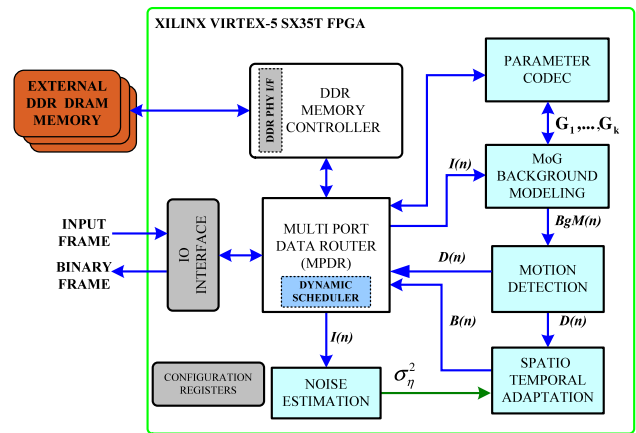 XILINX VIRTEX-5 SX35T FPGA
EXTERNAL
DDR DRAM
MEMORY
DDR PHY I/F
DDR
MEMORY
CONTROLLER
PARAMETER
CODEC
G1,...,Gk
I(n)
MoG
BACKGROUND
MODELING
INPUT
FRAME
BINARY
FRAME
IO
INTERFACE
MULTI PORT
DATA ROUTER
(MPDR)
DYNAMIC
SCHEDULER
BgM(n)
D(n)
MOTION
DETECTION
B(n)
D(n)
I(n)
CONFIGURATION
REGISTERS
NOISE
ESTIMATION
σ²η
SPATIO
TEMPORAL
ADAPTATION